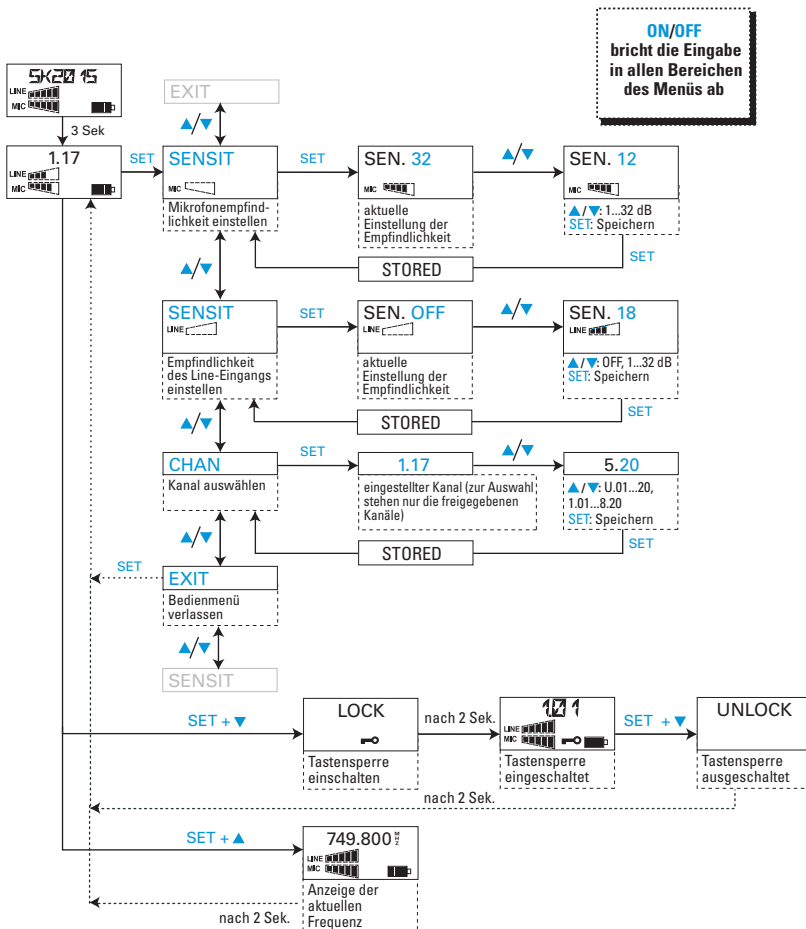 ON/OFF
bricht die Eingabe
in allen Bereichen
des Menüs ab
SK2015
LINE
MIC
3 Sek
EXIT
▲/▼
1.17
LINE
MIC
SET
SENSIT
MIC
Mikrofonempfind-
lichkeit einstellen
SET
SEN. 32
MIC
aktuelle
Einstellung der
Empfindlichkeit
▲/▼
SEN. 12
MIC
▲/▼: 1...32 dB
SET: Speichern
SET
STORED
▲/▼
SENSIT
LINE
Empfindlichkeit
des Line-Eingangs
einstellen
SET
SEN. OFF
LINE
aktuelle
Einstellung der
Empfindlichkeit
▲/▼
SEN. 18
LINE
▲/▼: OFF, 1...32 dB
SET: Speichern
SET
STORED
▲/▼
CHAN
Kanal auswählen
SET
1.17
eingestellter Kanal (zur Auswahl
stehen nur die freigegebenen
Kanäle)
▲/▼
5.20
▲/▼: U.01...20,
1.01...8.20
SET: Speichern
SET
STORED
▲/▼
SET
EXIT
Bedienmenü
verlassen
▲/▼
SENSIT
SET + ▼
LOCK
Tastensperre
einschalten
nach 2 Sek.
1.01
LINE
MIC
Tastensperre
eingeschaltet
SET + ▼
UNLOCK
Tastensperre
ausgeschaltet
nach 2 Sek.
SET + ▲
749.800 MHz
LINE
MIC
Anzeige der
aktuellen
Frequenz
nach 2 Sek.